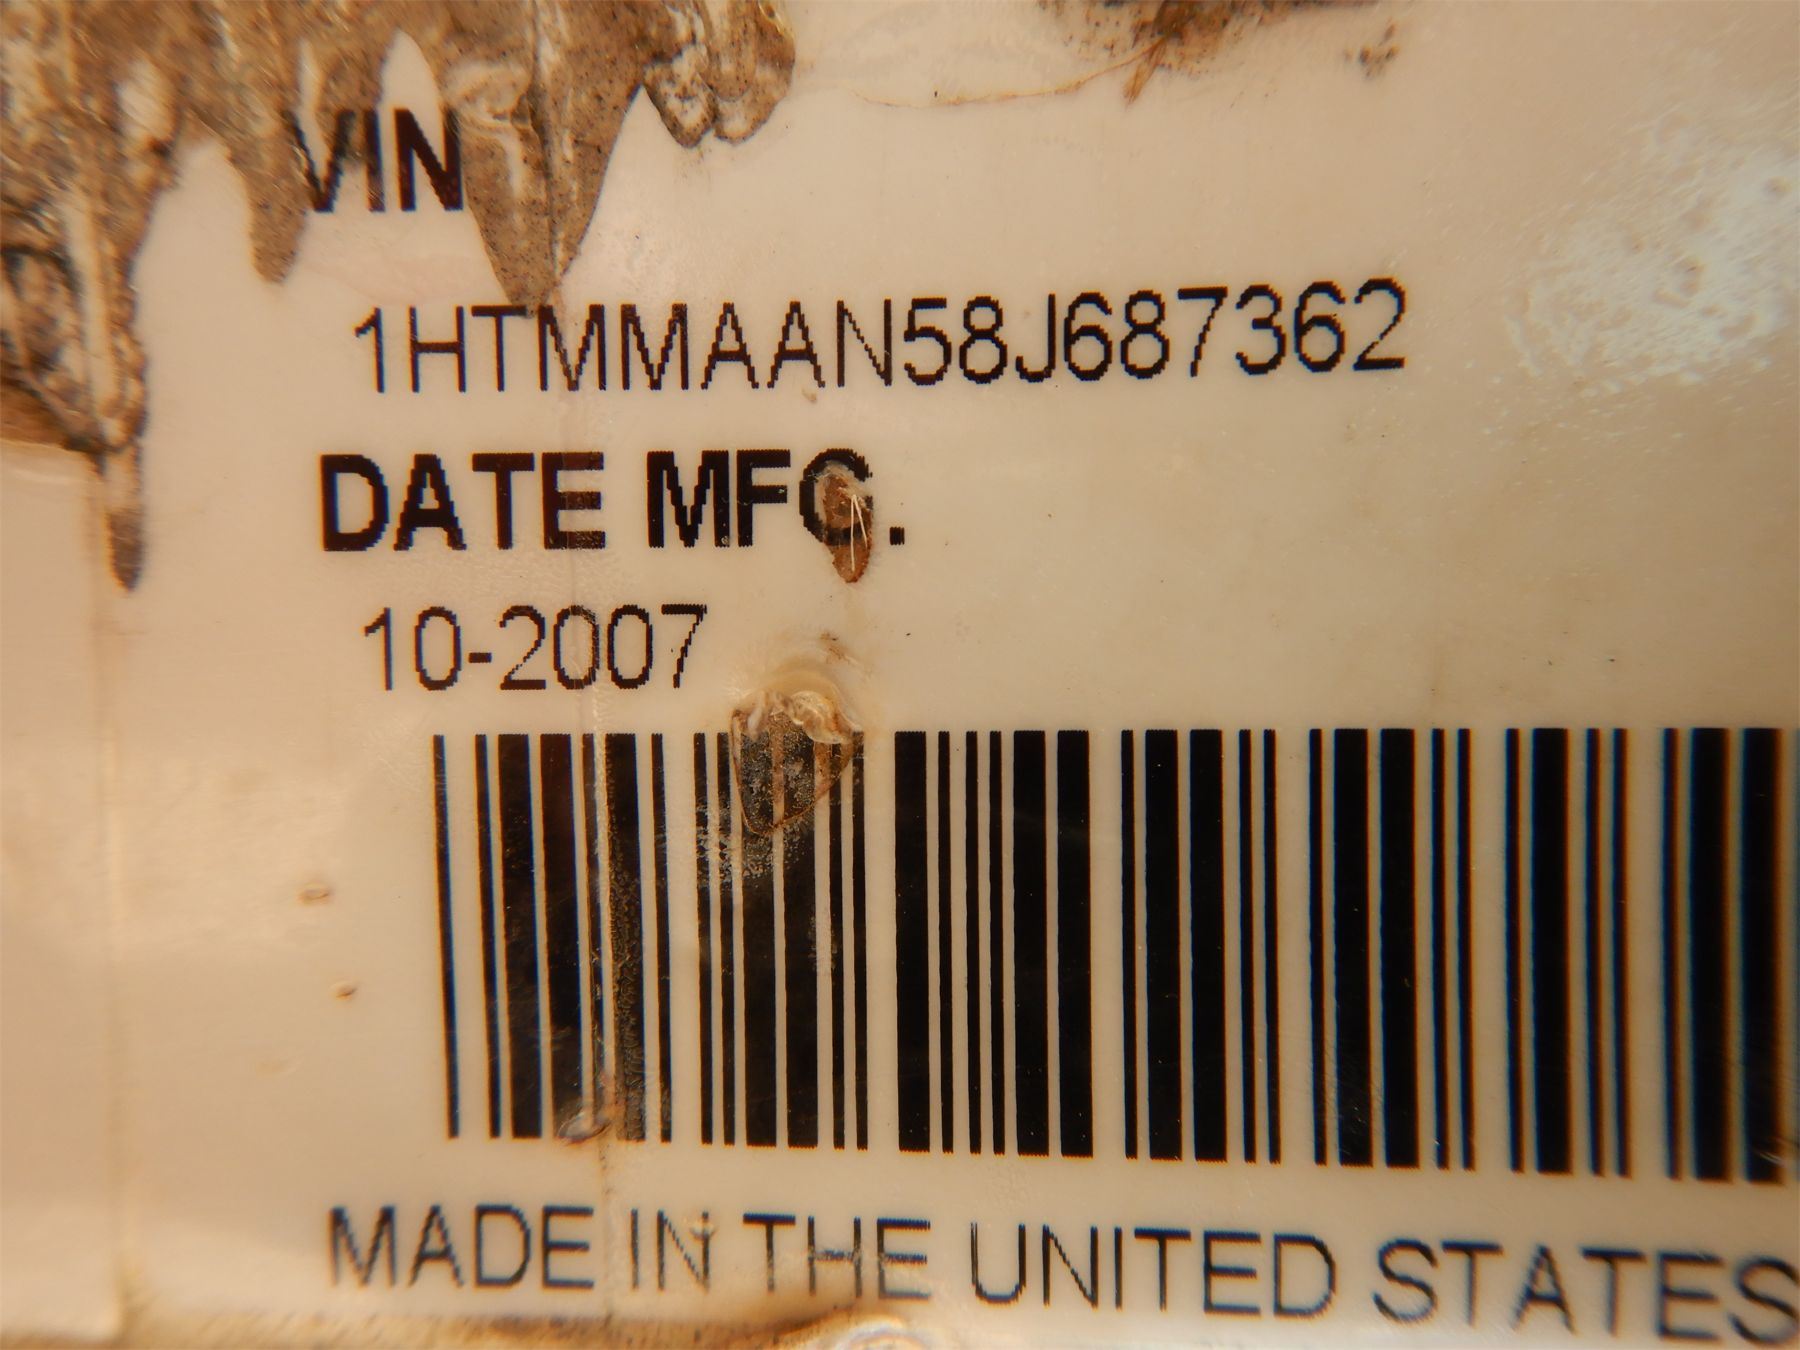 VIN
1HTMMAAN58J687362
DATE MFG.
10-2007
MADE IN THE UNITED STATES